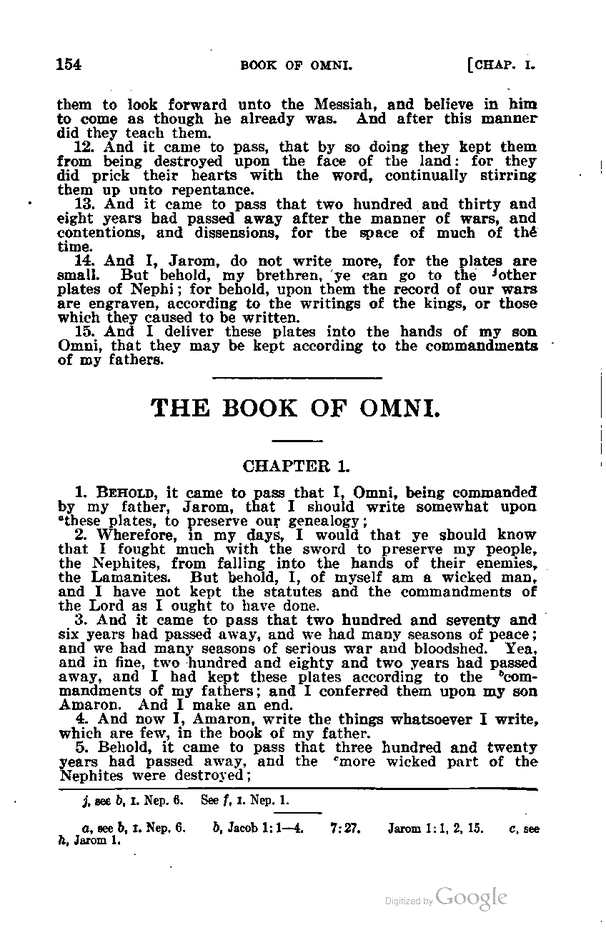 154 BOOK OF OMNI. [CHAP. I.
them to look forward unto the Messiah, and believe in him
to come as though he already was. And after this manner
did they teach them.
12. And it came to pass, that by so doing they kept them
from being destroyed upon the face of the land: for they
did prick their hearts with the word, continually stirring
them up unto repentance.
13. And it came to pass that two hundred and thirty and
eight years had passed away after the manner of wars, and
contentions, and dissensions, for the space of much of the
time.
14. And I, Jarom, do not write more, for the plates are
small. But behold, my brethren, ye can go to the ʲother
plates of Nephi; for behold, upon them the record of our wars
are engraven, according to the writings of the kings, or those
which they caused to be written.
15. And I deliver these plates into the hands of my son
Omni, that they may be kept according to the commandments
of my fathers.
THE BOOK OF OMNI.
CHAPTER 1.
1. BEHOLD, it came to pass that I, Omni, being commanded
by my father, Jarom, that I should write somewhat upon
ᵃthese plates, to preserve our genealogy;
2. Wherefore, in my days, I would that ye should know
that I fought much with the sword to preserve my people,
the Nephites, from falling into the hands of their enemies,
the Lamanites. But behold, I, of myself am a wicked man,
and I have not kept the statutes and the commandments of
the Lord as I ought to have done.
3. And it came to pass that two hundred and seventy and
six years had passed away, and we had many seasons of peace;
and we had many seasons of serious war and bloodshed. Yea,
and in fine, two hundred and eighty and two years had passed
away, and I had kept these plates according to the ᵇcom-
mandments of my fathers; and I conferred them upon my son
Amaron. And I make an end.
4. And now I, Amaron, write the things whatsoever I write,
which are few, in the book of my father.
5. Behold, it came to pass that three hundred and twenty
years had passed away, and the ᶜmore wicked part of the
Nephites were destroyed;
j, see b, I. Nep. 6. See f, I. Nep. 1.
a, see b, I. Nep. 6. b, Jacob 1: 1—4. 7: 27. Jarom 1: 1, 2, 15. c, see
h, Jarom 1.
Digitized by Google